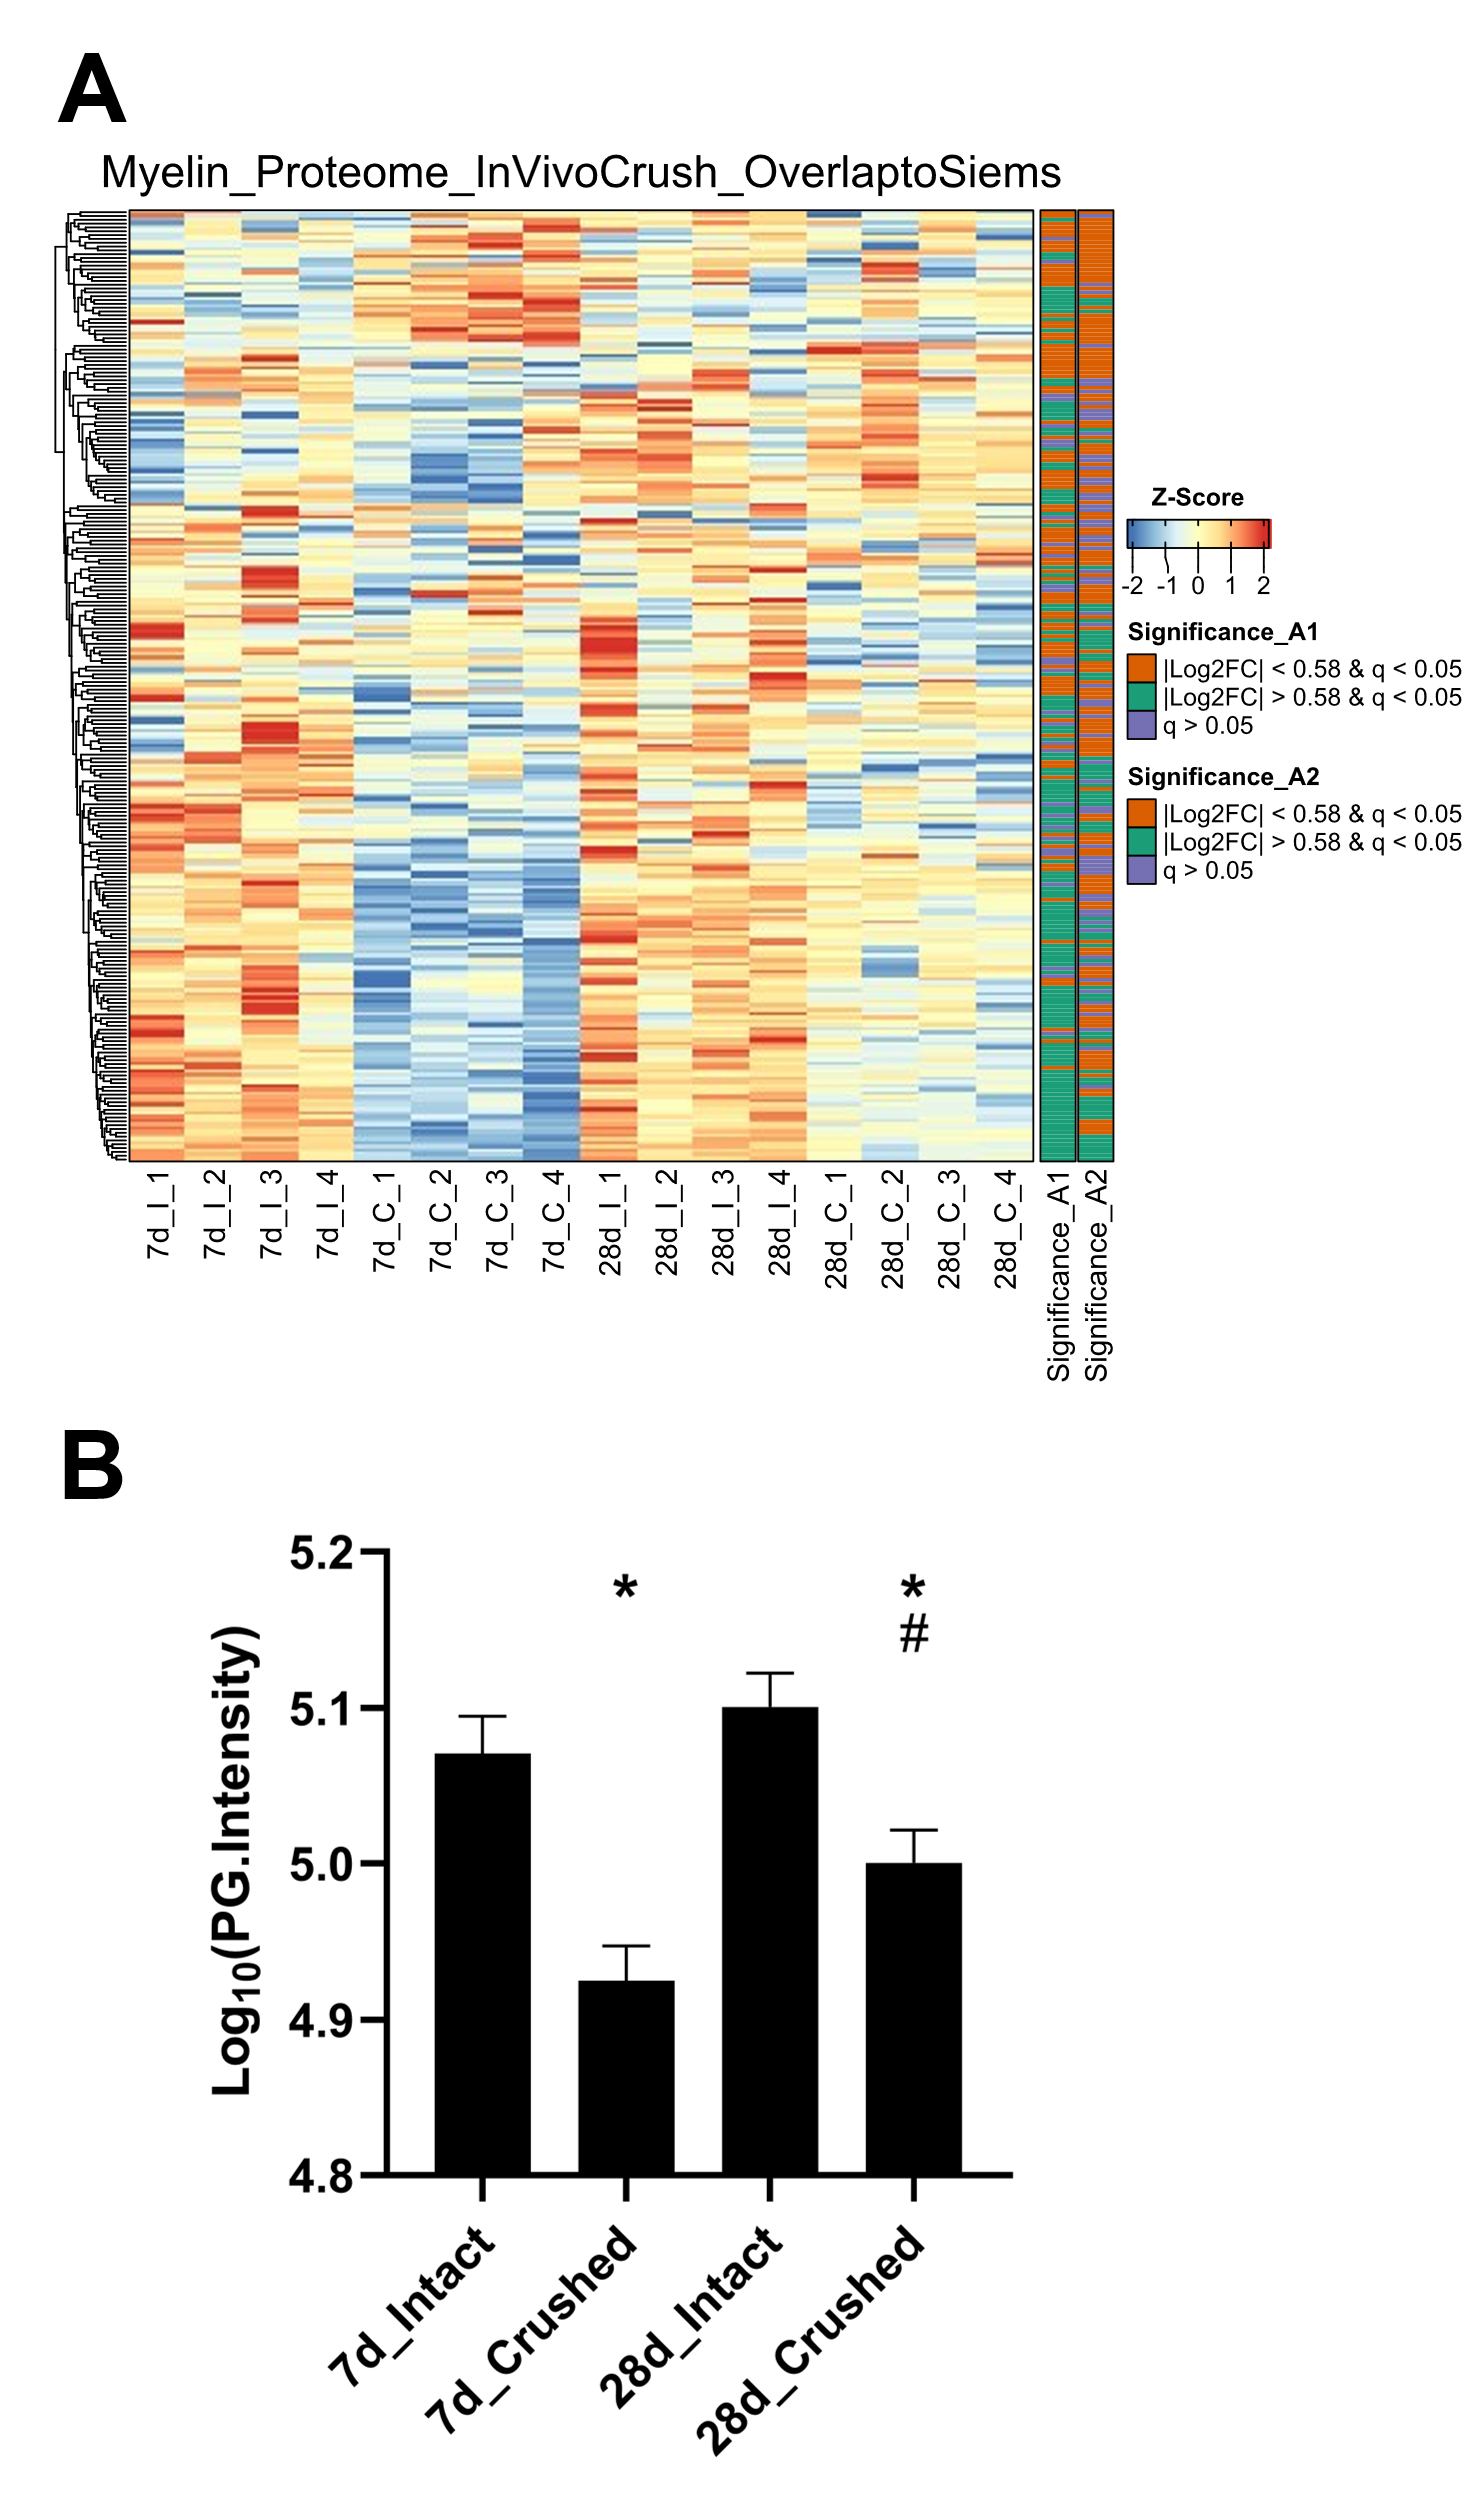 A
Myelin_Proteome_InVivoCrush_OverlaptoSiems
Z-Score
-2 -1 0 1 2
Significance_A1
|Log2FC| < 0.58 & q < 0.05
|Log2FC| > 0.58 & q < 0.05
q > 0.05
Significance_A2
|Log2FC| < 0.58 & q < 0.05
|Log2FC| > 0.58 & q < 0.05
q > 0.05
7d_I_1
7d_I_2
7d_I_3
7d_I_4
7d_C_1
7d_C_2
7d_C_3
7d_C_4
28d_I_1
28d_I_2
28d_I_3
28d_I_4
28d_C_1
28d_C_2
28d_C_3
28d_C_4
Significance_A1
Significance_A2
B
Log10(PG.Intensity)
5.2
5.1
5.0
4.9
4.8
*
*
#
7d_Intact
7d_Crushed
28d_Intact
28d_Crushed